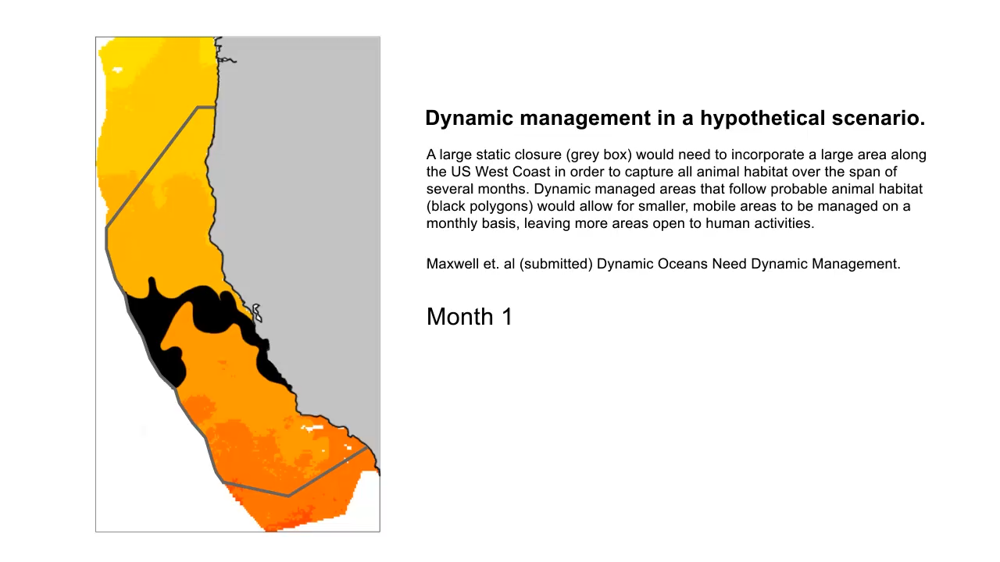 Dynamic management in a hypothetical scenario.
A large static closure (grey box) would need to incorporate a large area along
the US West Coast in order to capture all animal habitat over the span of
several months. Dynamic managed areas that follow probable animal habitat
(black polygons) would allow for smaller, mobile areas to be managed on a
monthly basis, leaving more areas open to human activities.
Maxwell et. al (submitted) Dynamic Oceans Need Dynamic Management.
Month 1